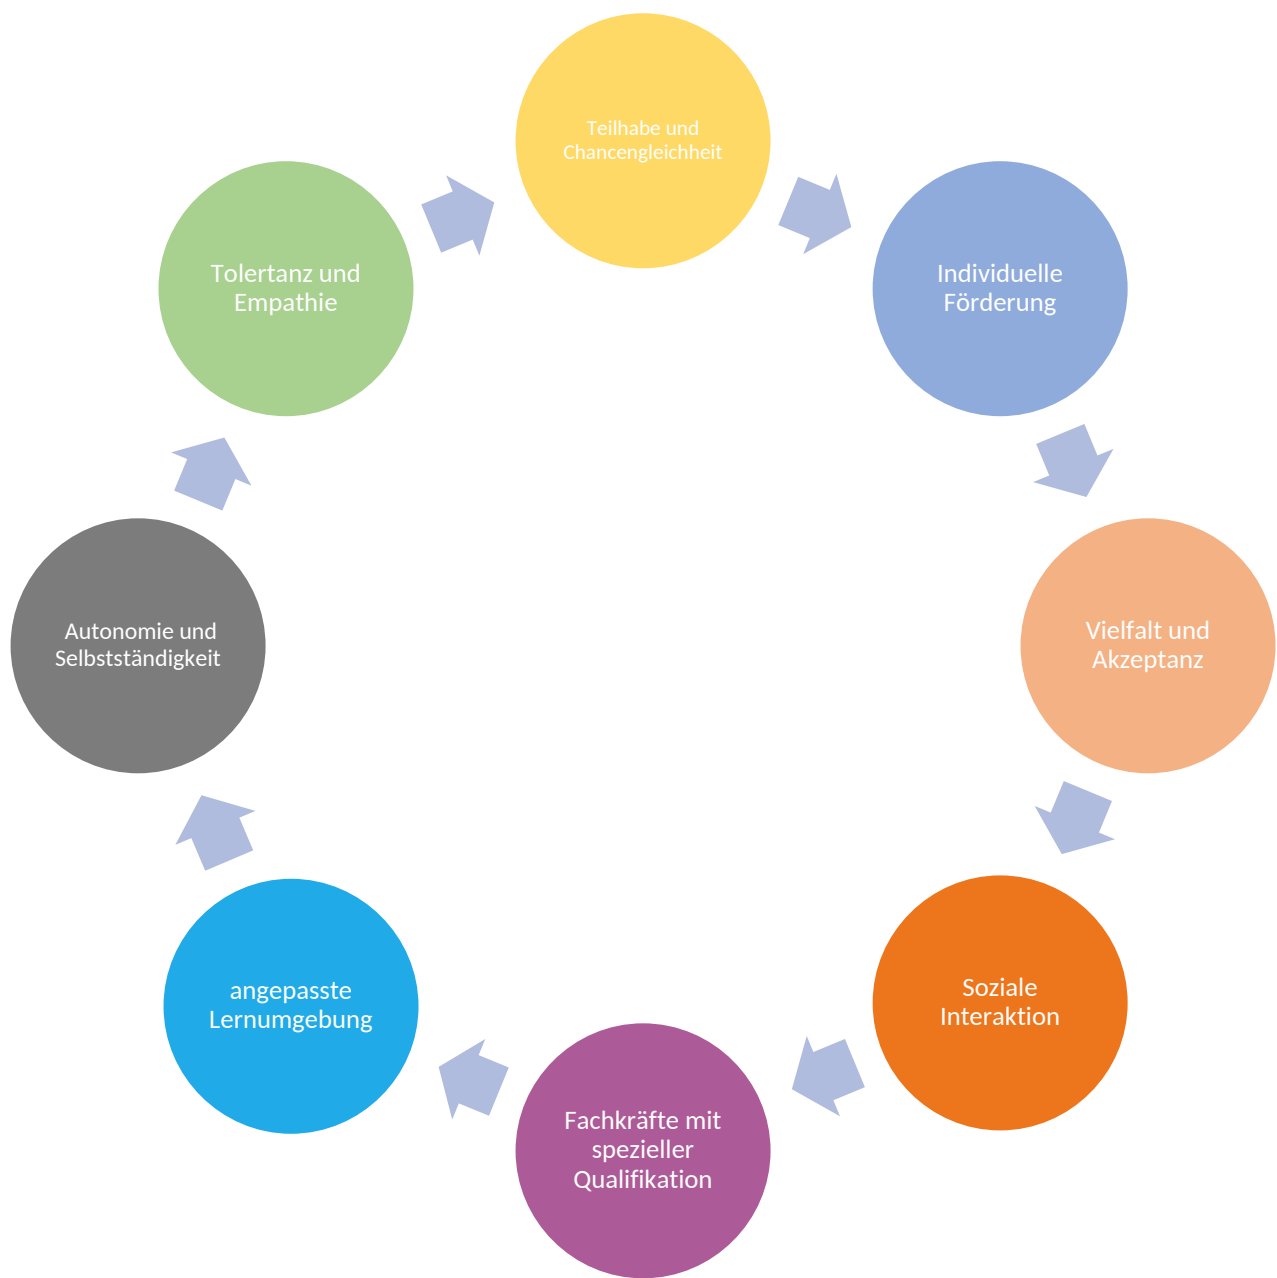 Teilhabe und
Chancengleichheit
Individuelle
Förderung
Vielfalt und
Akzeptanz
Soziale
Interaktion
Fachkräfte mit
spezieller
Qualifikation
angepasste
Lernumgebung
Autonomie und
Selbstständigkeit
Tolertanz und
Empathie